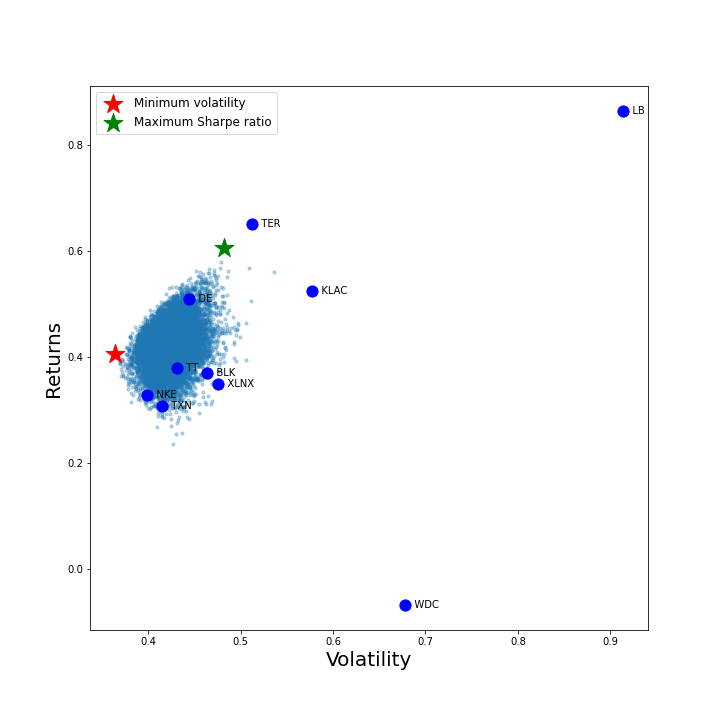 Minimum volatility
Maximum Sharpe ratio
LB
0.8
TER
0.6
KLAC
DE
0.4
TT
BLK
XLNX
NKE
TXN
Returns
0.2
0.0
WDC
0.4 0.5 0.6 0.7 0.8 0.9
Volatility